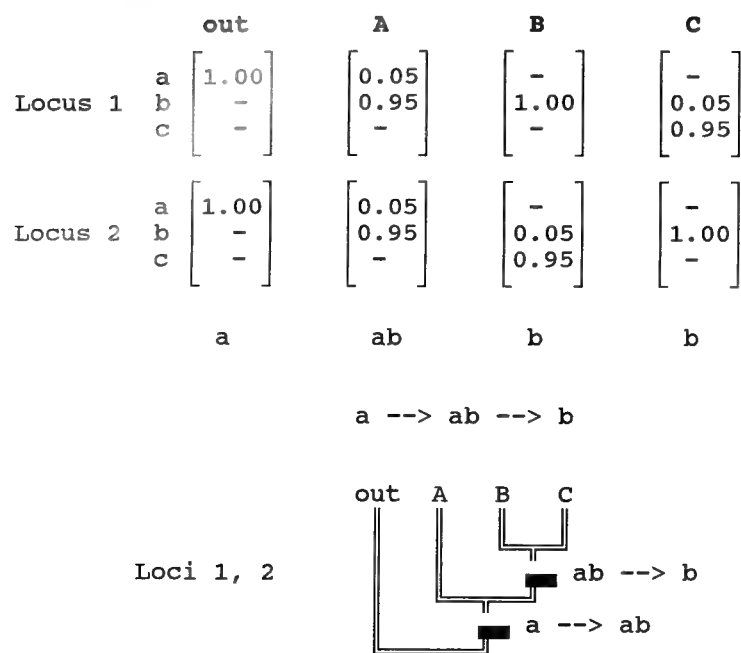 out A B C
a 1.00 0.05 - -
Locus 1 b - 0.95 1.00 0.05
c - - - 0.95
a 1.00 0.05 - -
Locus 2 b - 0.95 0.05 1.00
c - - 0.95 -
a ab b b
a --> ab --> b
out A B C
Loci 1, 2 ab --> b
a --> ab